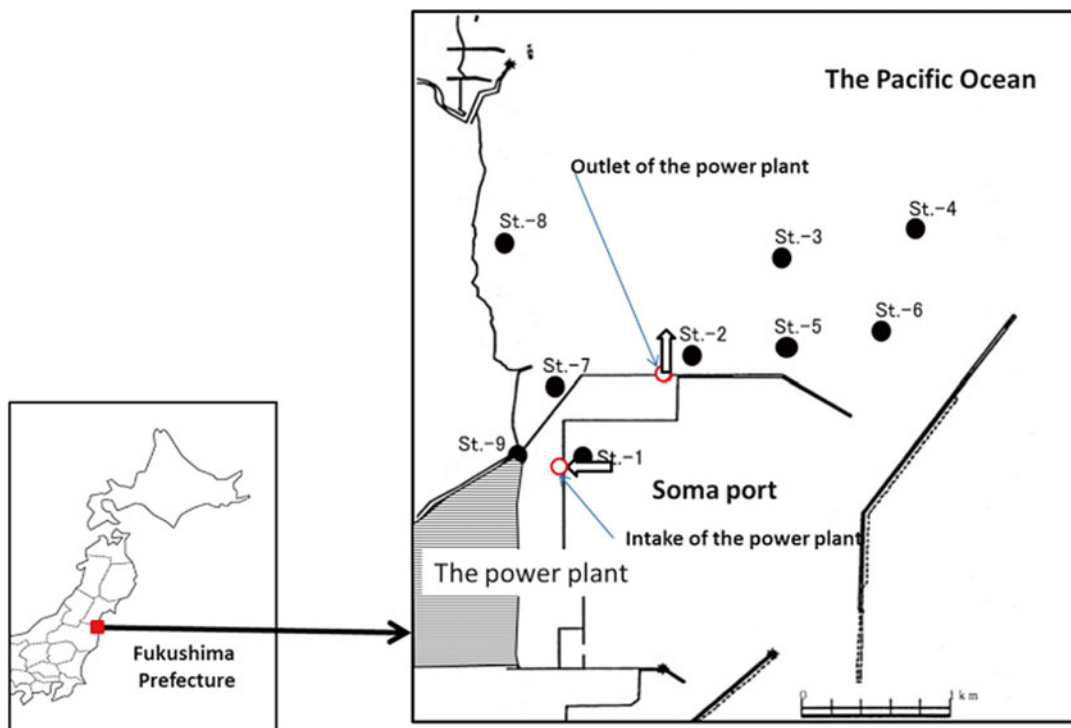 The Pacific Ocean
Outlet of the power plant
St.-4
St.-8
St.-3
St.-6
St.-2
St.-5
St.-7
St.-9
St.-1
Soma port
Intake of the power plant
The power plant
Fukushima
Prefecture
0 1 km